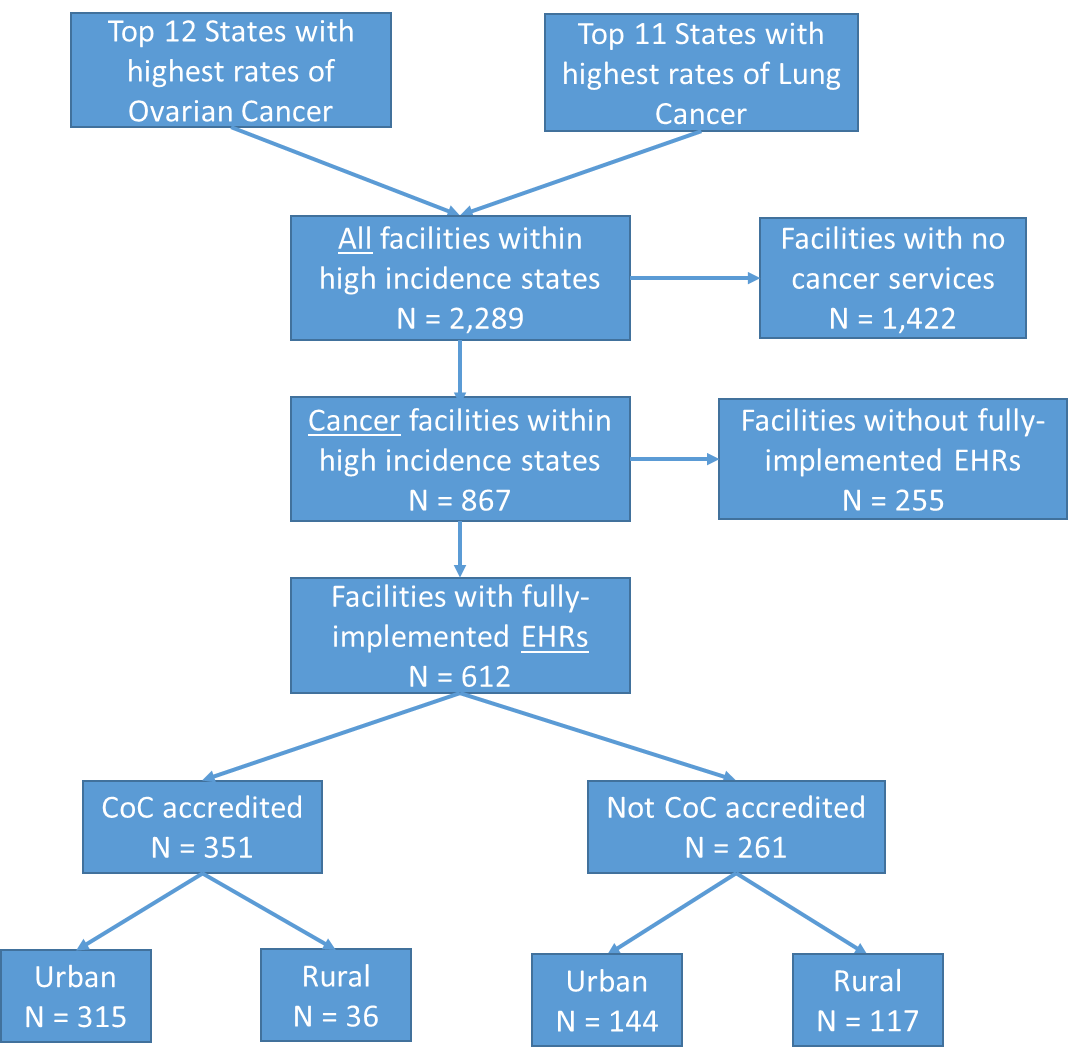 Top 12 States with
highest rates of
Ovarian Cancer
Top 11 States with
highest rates of Lung
Cancer
All facilities within
high incidence states
N = 2,289
Facilities with no
cancer services
N = 1,422
Cancer facilities within
high incidence states
N = 867
Facilities without fully-
implemented EHRs
N = 255
Facilities with fully-
implemented EHRs
N = 612
CoC accredited
N = 351
Not CoC accredited
N = 261
Urban
N = 315
Rural
N = 36
Urban
N = 144
Rural
N = 117